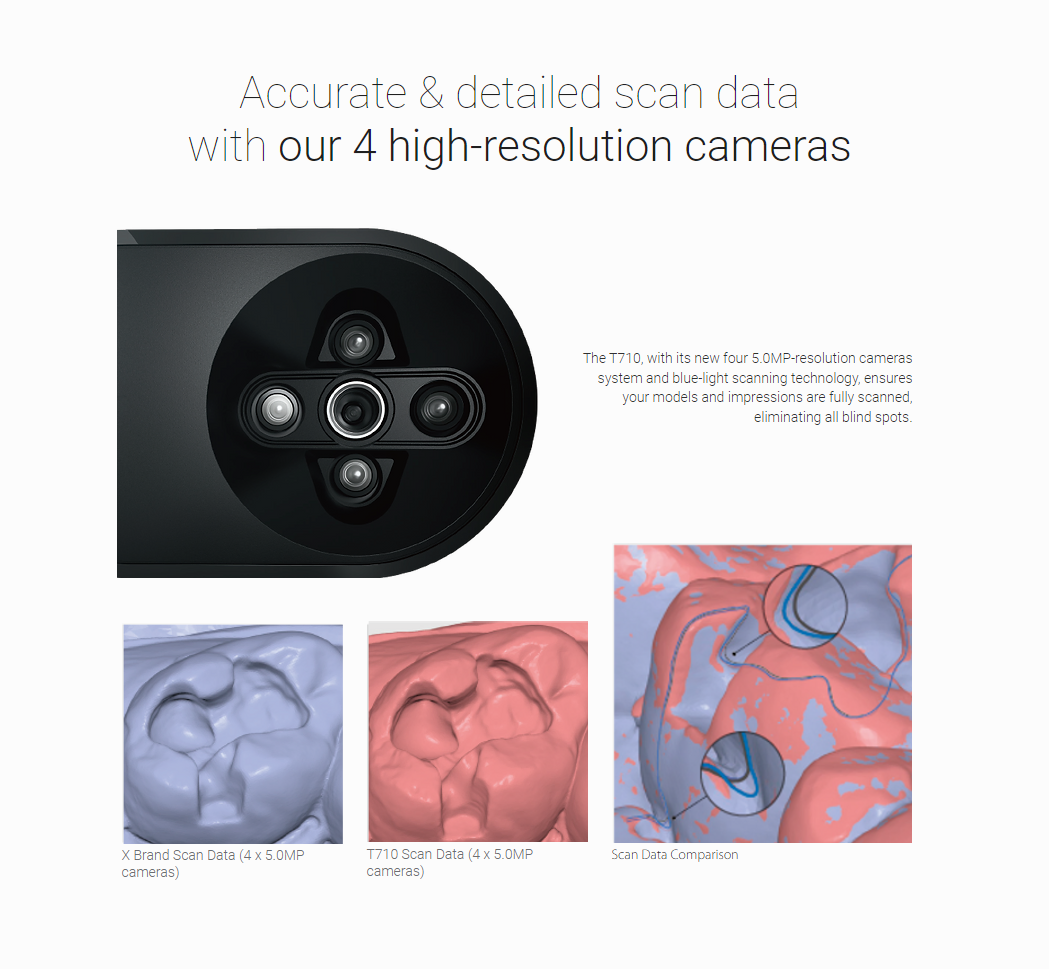 Accurate & detailed scan data
with our 4 high-resolution cameras
The T710, with its new four 5.0MP-resolution cameras
system and blue-light scanning technology, ensures
your models and impressions are fully scanned,
eliminating all blind spots.
X Brand Scan Data (4 x 5.0MP
cameras)
T710 Scan Data (4 x 5.0MP
cameras)
Scan Data Comparison